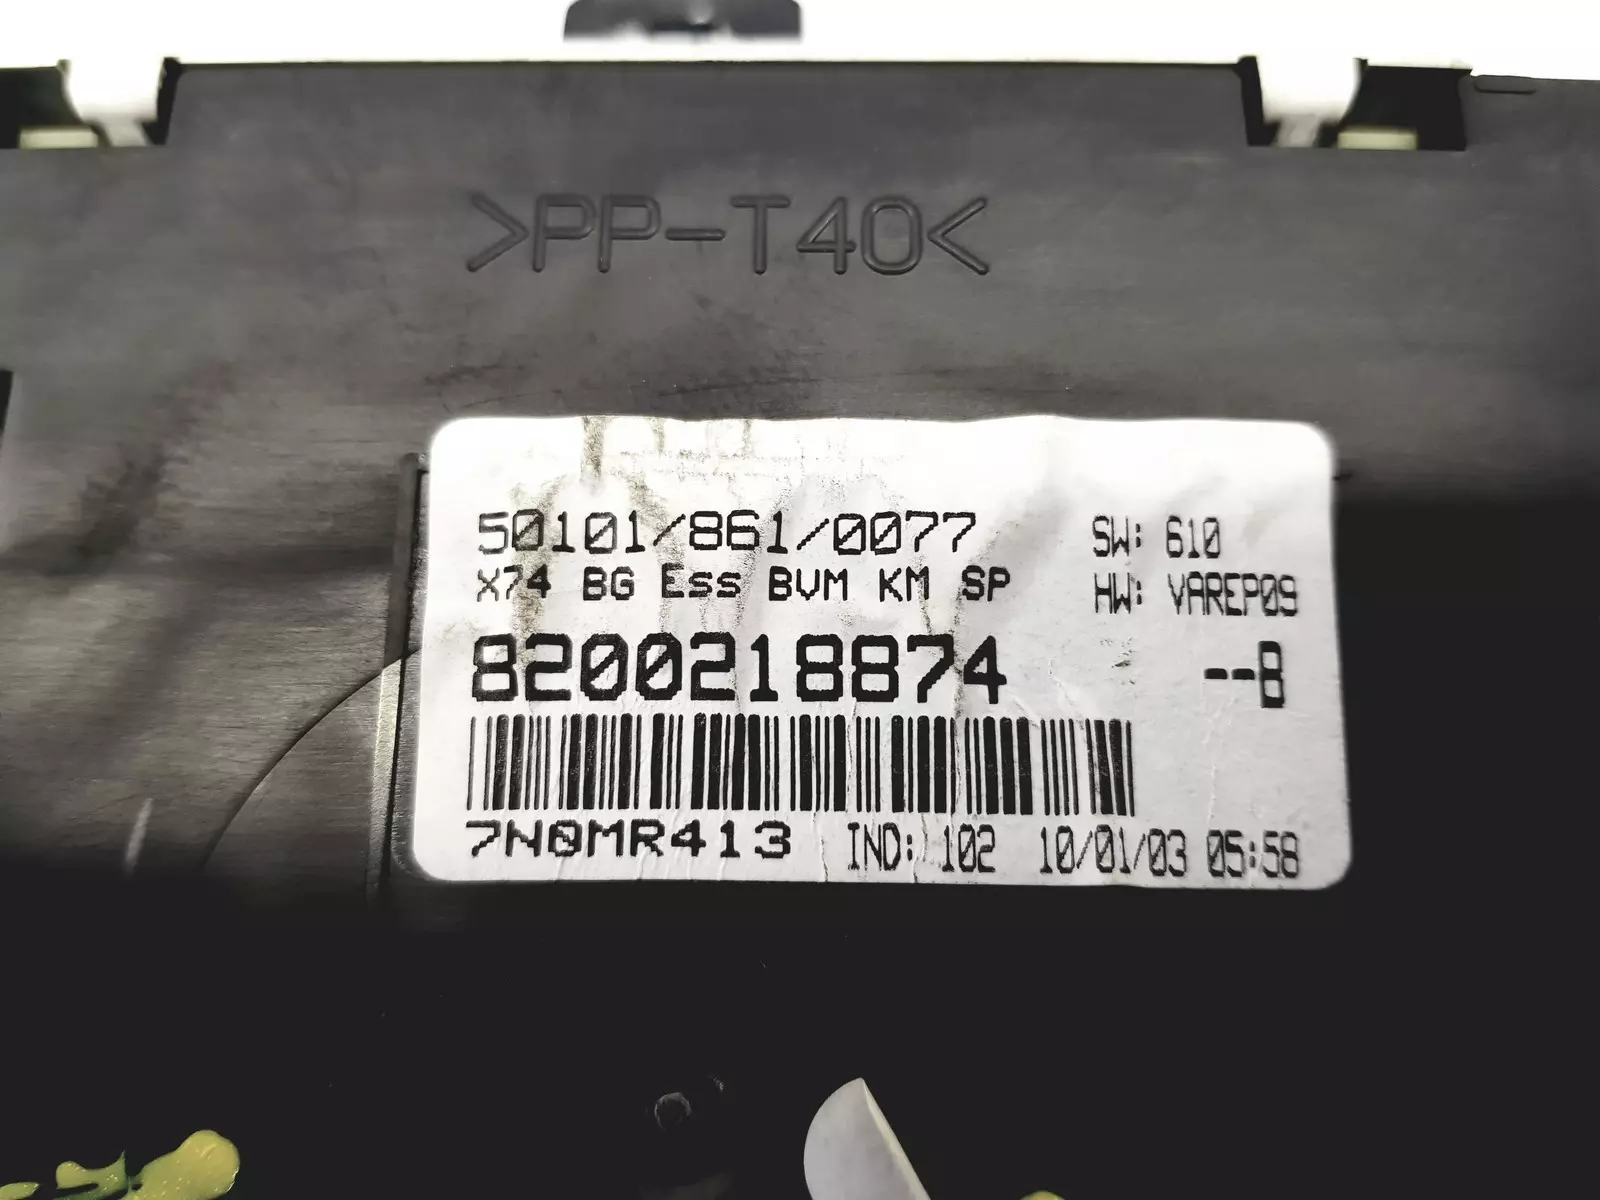 >PP-T40<
50101/861/0077 SW: 610
X74 BG Ess BVM KM SP HW: VAREP09
8200218874 --B
7N0MR413 IND: 102 10/01/03 05:58